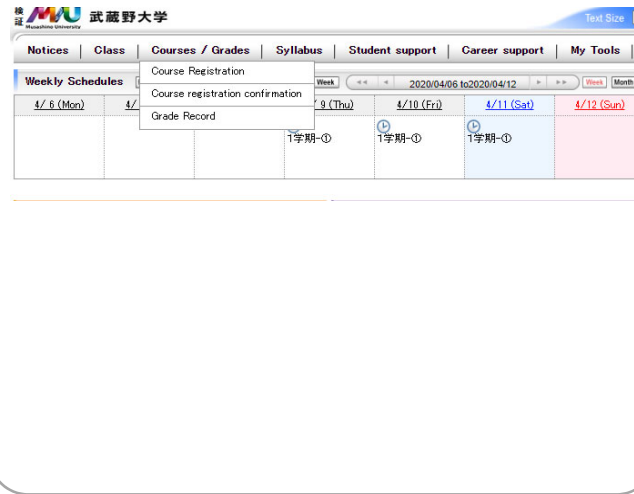 検証 MU 武蔵野大学
Musashino University
Text Size
Notices | Class | Courses / Grades | Syllabus | Student support | Career support | My Tools |
Course Registration
Course registration confirmation
Grade Record
Weekly Schedules Week << < 2020/04/06 to2020/04/12 > >> Week Month
4/ 6 (Mon) 4/ 9 (Thu) 4/10 (Fri) 4/11 (Sat) 4/12 (Sun)
1学期-① 1学期-① 1学期-①